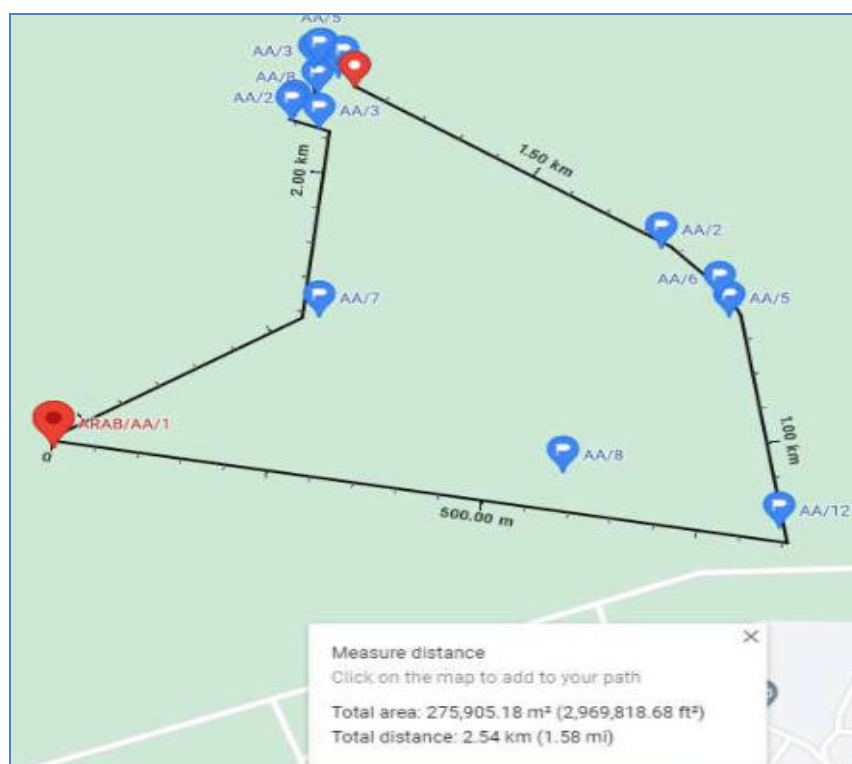 AA/5
AA/3
AA/8
AA/2
AA/3
1.50 km
2.00 km
AA/2
AA/6
AA/5
AA/7
ARAB/AA/1
0
1.00 km
AA/8
500.00 m
AA/12
Measure distance
Click on the map to add to your path
Total area: 275,905.18 m² (2,969,818.68 ft²)
Total distance: 2.54 km (1.58 mi)